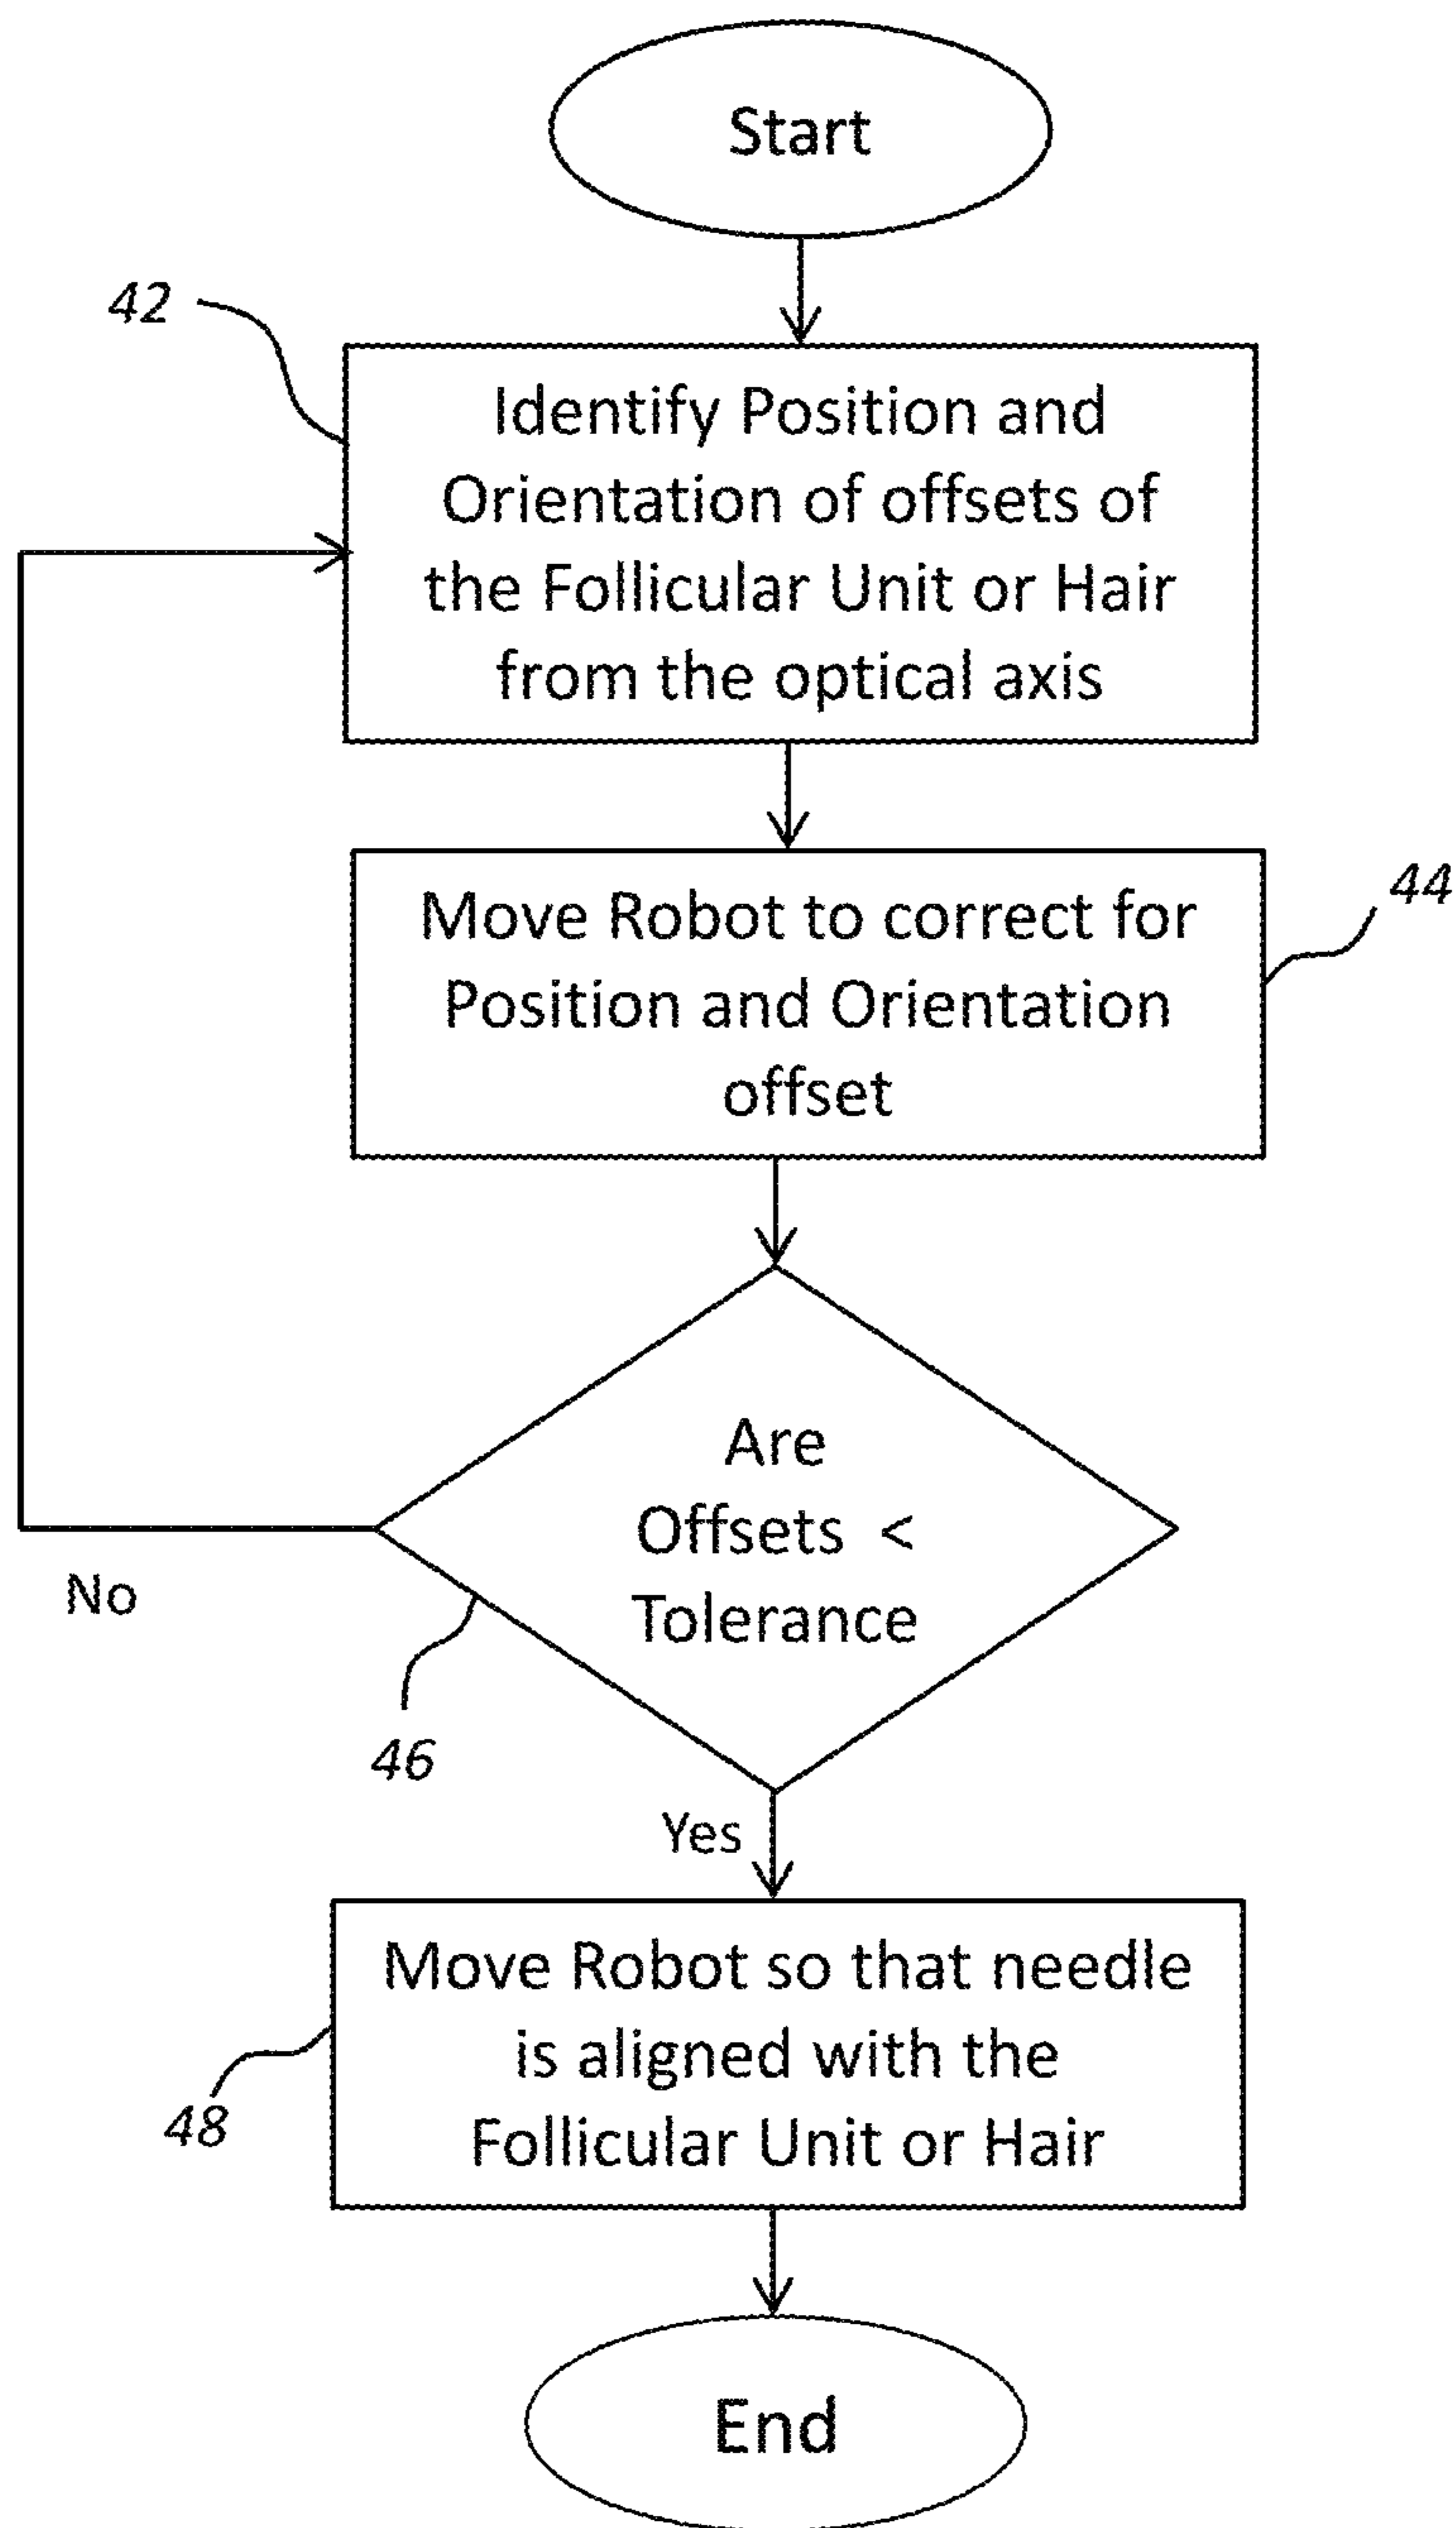 Start
42
Identify Position and
Orientation of offsets of
the Follicular Unit or Hair
from the optical axis
44
Move Robot to correct for
Position and Orientation
offset
Are
Offsets <
Tolerance
No
46
Yes
Move Robot so that needle
is aligned with the
Follicular Unit or Hair
48
End